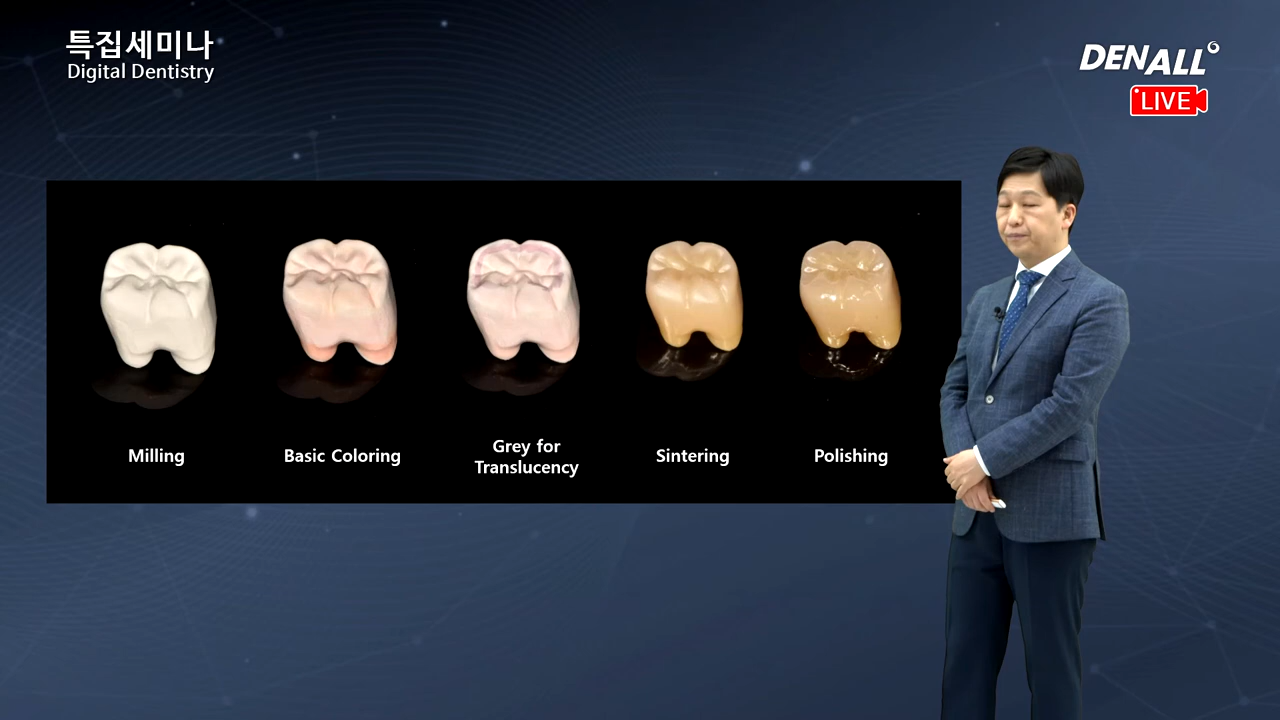 특집세미나
Digital Dentistry
DENALL
LIVE
Milling
Basic Coloring
Grey for
Translucency
Sintering
Polishing